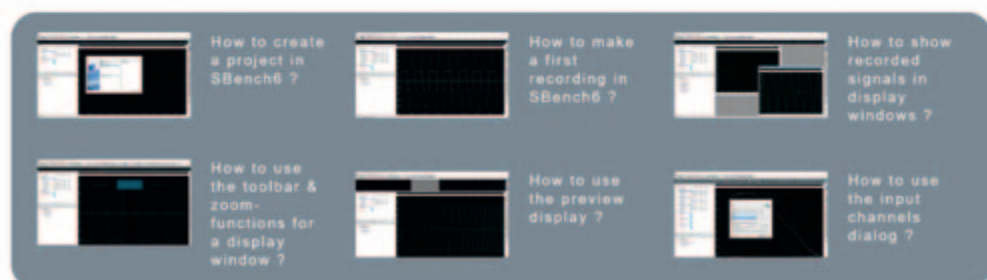 How to create
a project in
SBench6 ?
How to make
a first
recording in
SBench6 ?
How to show
recorded
signals in
display
windows ?
How to use
the toolbar &
zoom-
functions for
a display
window ?
How to use
the preview
display ?
How to use
the input
channels
dialog ?